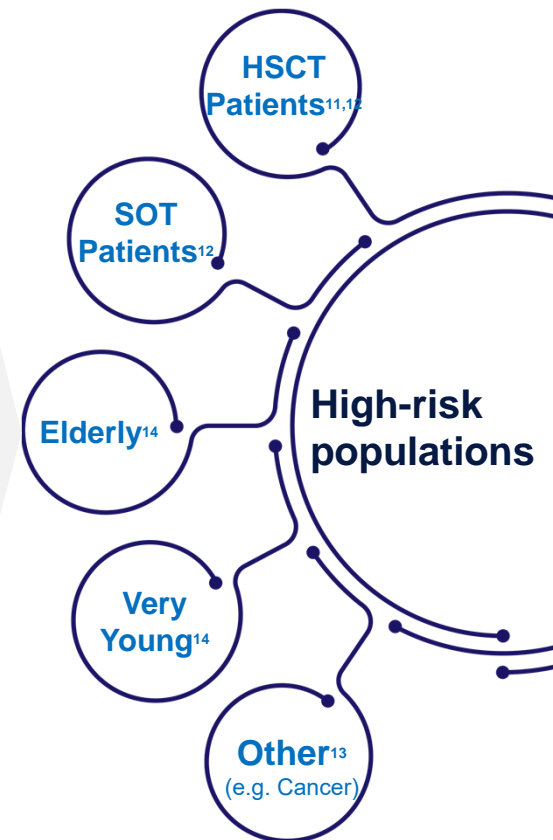 HSCT
Patients11,12
SOT
Patients12
Elderly14
High-risk
populations
Very
Young14
Other13
(e.g. Cancer)